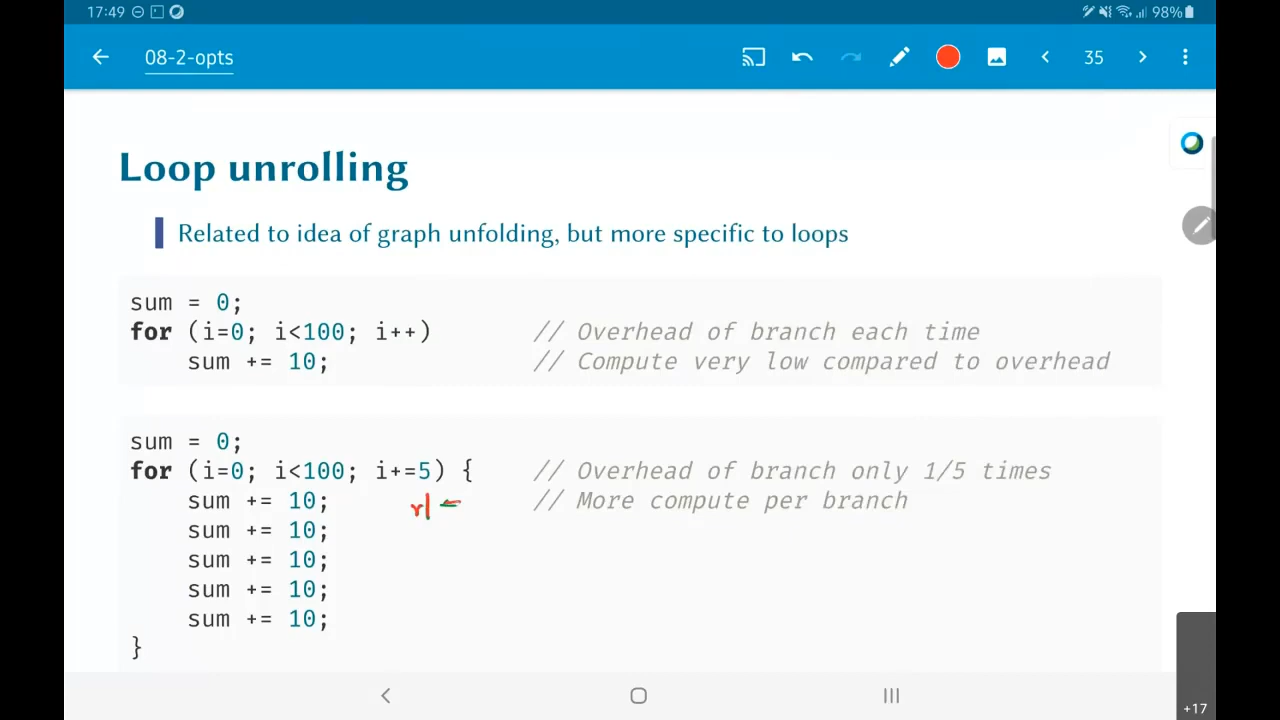 17:49 98%
08-2-opts 35
Loop unrolling
Related to idea of graph unfolding, but more specific to loops
sum = 0;
for (i=0; i<100; i++) // Overhead of branch each time
sum += 10; // Compute very low compared to overhead
sum = 0;
for (i=0; i<100; i+=5) { // Overhead of branch only 1/5 times
sum += 10; r1 ← // More compute per branch
sum += 10;
sum += 10;
sum += 10;
sum += 10;
}
+17